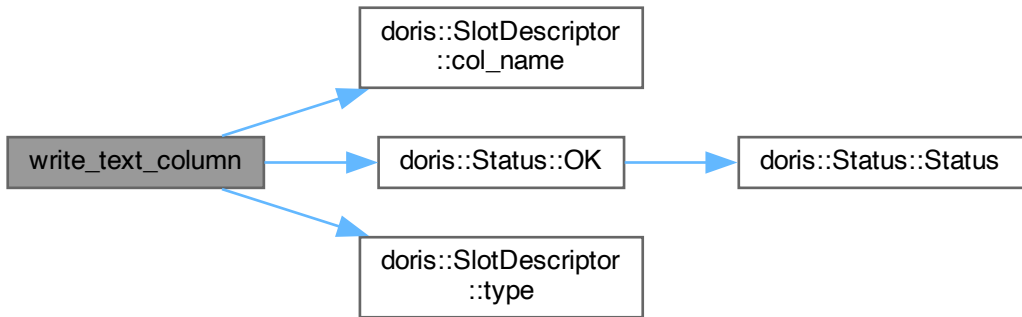 doris::SlotDescriptor
::col_name
write_text_column
doris::Status::OK
doris::Status::Status
doris::SlotDescriptor
::type